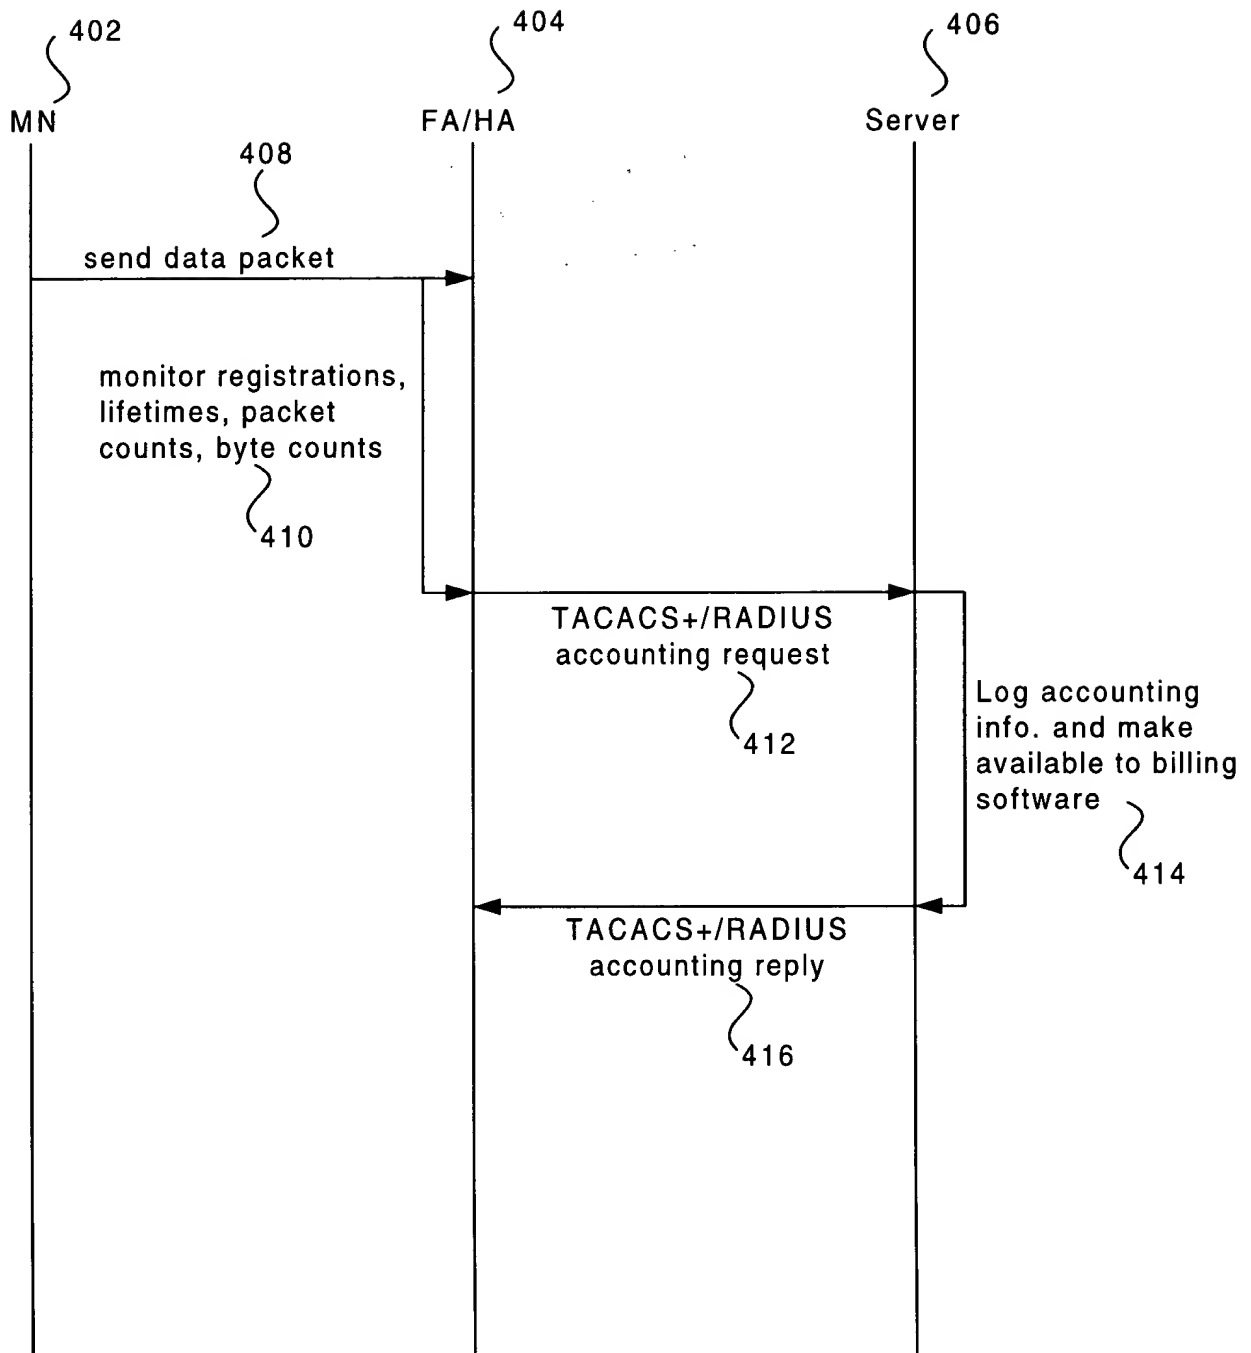 402
404
406
MN
FA/HA
Server
408
send data packet
monitor registrations,
lifetimes, packet
counts, byte counts
410
TACACS+/RADIUS
accounting request
412
Log accounting
info. and make
available to billing
software
414
TACACS+/RADIUS
accounting reply
416